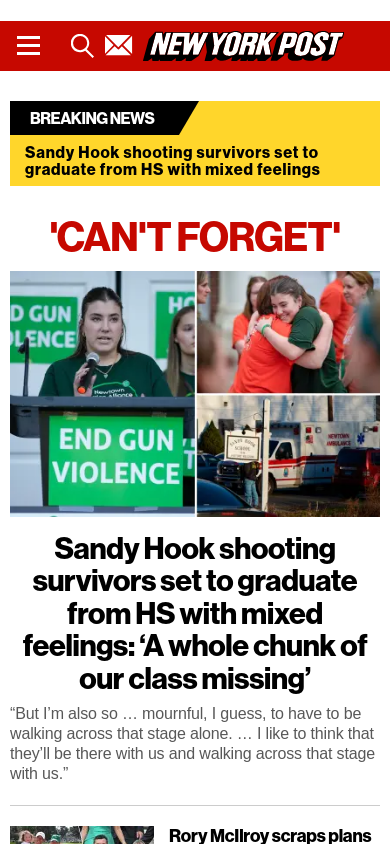 NEW YORK POST
BREAKING NEWS
Sandy Hook shooting survivors set to
graduate from HS with mixed feelings
'CAN'T FORGET'
END GUN
VIOLENCE
Sandy Hook shooting
survivors set to graduate
from HS with mixed
feelings: ‘A whole chunk of
our class missing’
“But I’m also so … mournful, I guess, to have to be
walking across that stage alone. … I like to think that
they’ll be there with us and walking across that stage
with us.”
Rory McIlroy scraps plans